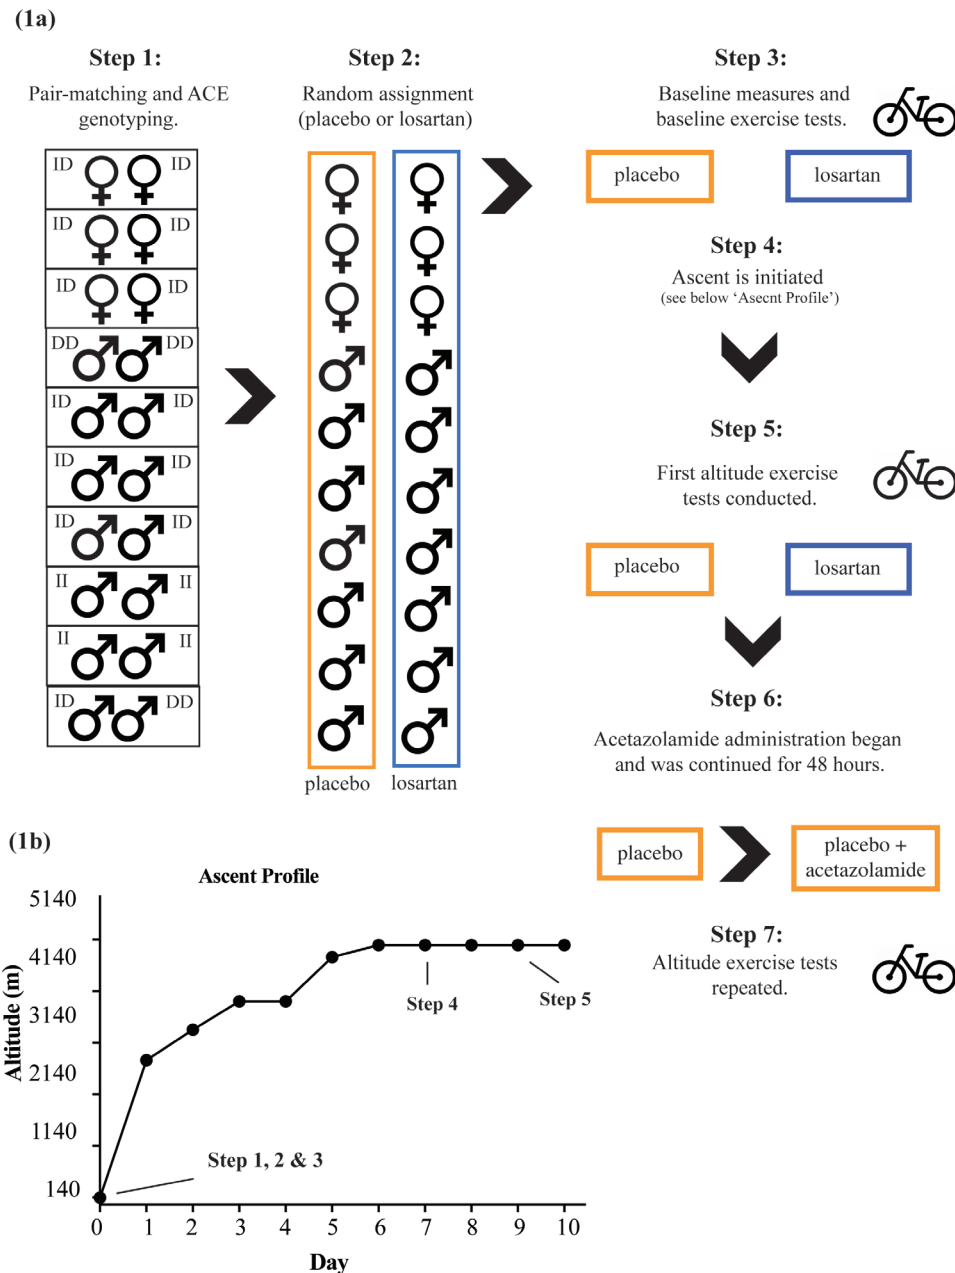 (1a)
Step 1:
Pair-matching and ACE
genotyping.
ID ID
ID ID
ID ID
DD DD
ID ID
ID ID
ID ID
II II
II II
ID DD
Step 2:
Random assignment
(placebo or losartan)
placebo losartan
Step 3:
Baseline measures and
baseline exercise tests.
placebo losartan
Step 4:
Ascent is initiated
(see below ‘Asecnt Profile’)
Step 5:
First altitude exercise
tests conducted.
placebo losartan
Step 6:
Acetazolamide administration began
and was continued for 48 hours.
placebo
placebo +
acetazolamide
Step 7:
Altitude exercise tests
repeated.
(1b)
Ascent Profile
Altitude (m)
5140
4140
3140
2140
1140
140
Step 4
Step 5
Step 1, 2 & 3
0 1 2 3 4 5 6 7 8 9 10
Day